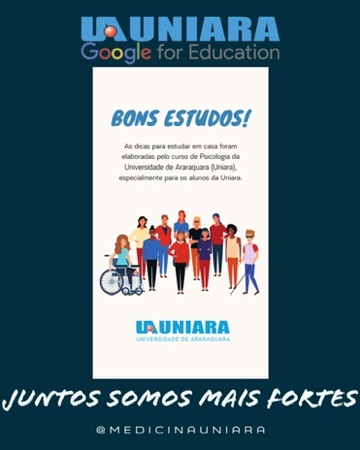 UNIARA
Google for Education
BONS ESTUDOS!
As dicas para estudar em casa foram
elaboradas pelo curso de Psicologia da
Universidade de Araraquara (Uniara),
especialmente para os alunos da Uniara.
UNIARA
UNIVERSIDADE DE ARARAQUARA
JUNTOS SOMOS MAIS FORTES
@MEDICINAUNIARA